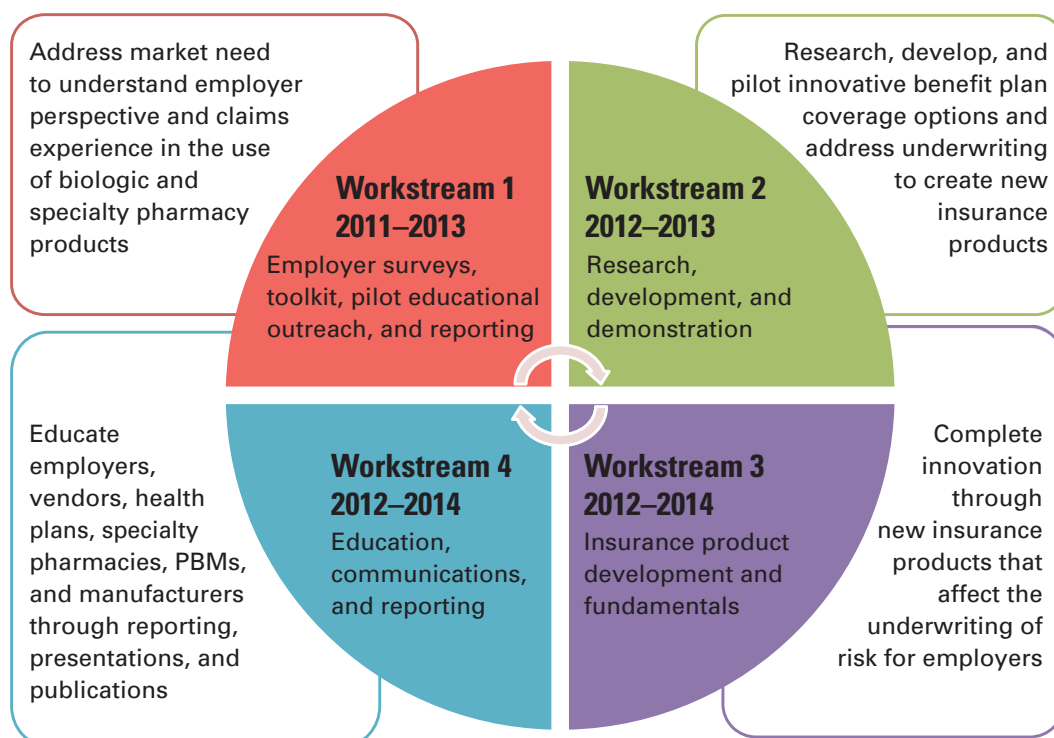 Address market need
to understand employer
perspective and claims
experience in the use
of biologic and
specialty pharmacy
products
Workstream 1
2011–2013
Employer surveys,
toolkit, pilot educational
outreach, and reporting
Research, develop, and
pilot innovative benefit plan
coverage options and
address underwriting
to create new
insurance
products
Workstream 2
2012–2013
Research,
development, and
demonstration
Educate
employers,
vendors, health
plans, specialty
pharmacies, PBMs,
and manufacturers
through reporting,
presentations, and
publications
Workstream 4
2012–2014
Education,
communications,
and reporting
Workstream 3
2012–2014
Insurance product
development and
fundamentals
Complete
innovation
through
new insurance
products that
affect the
underwriting of
risk for employers